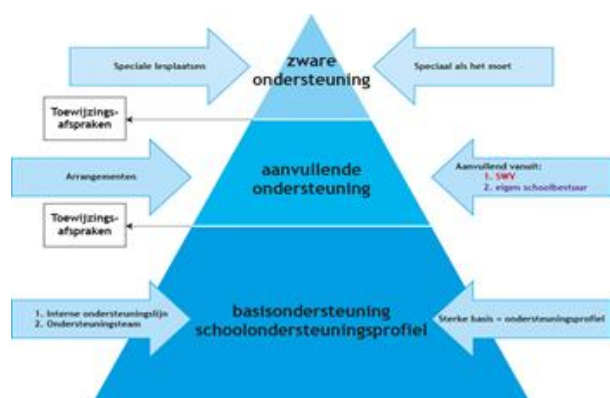 zware
ondersteuning
Speciale lesplaatsen
Speciaal als het moet
Toewijzings-
afspraken
aanvullende
ondersteuning
Arrangementen
Aanvullend vanuit:
1. SWV
2. eigem schoolbestuur
Toewijzings-
afspraken
basisondersteuning
schoolondersteuningsprofiel
1. Interne ondersteuningslijn
2. Ondersteuningsteam
Sterke basis = ondersteuningsprofiel